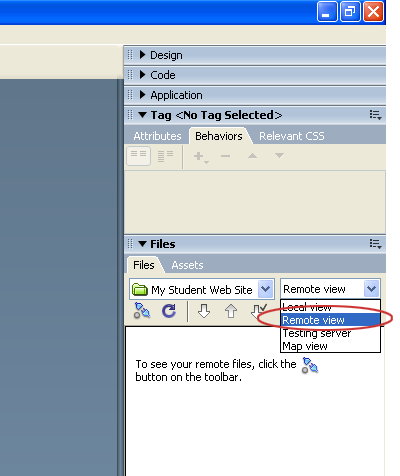 Design
Code
Application
Tag <No Tag Selected>
Attributes Behaviors Relevant CSS
Files
Files Assets
My Student Web Site Remote view
Local view
Remote view
Testing server
Map view
To see your remote files, click the
button on the toolbar.